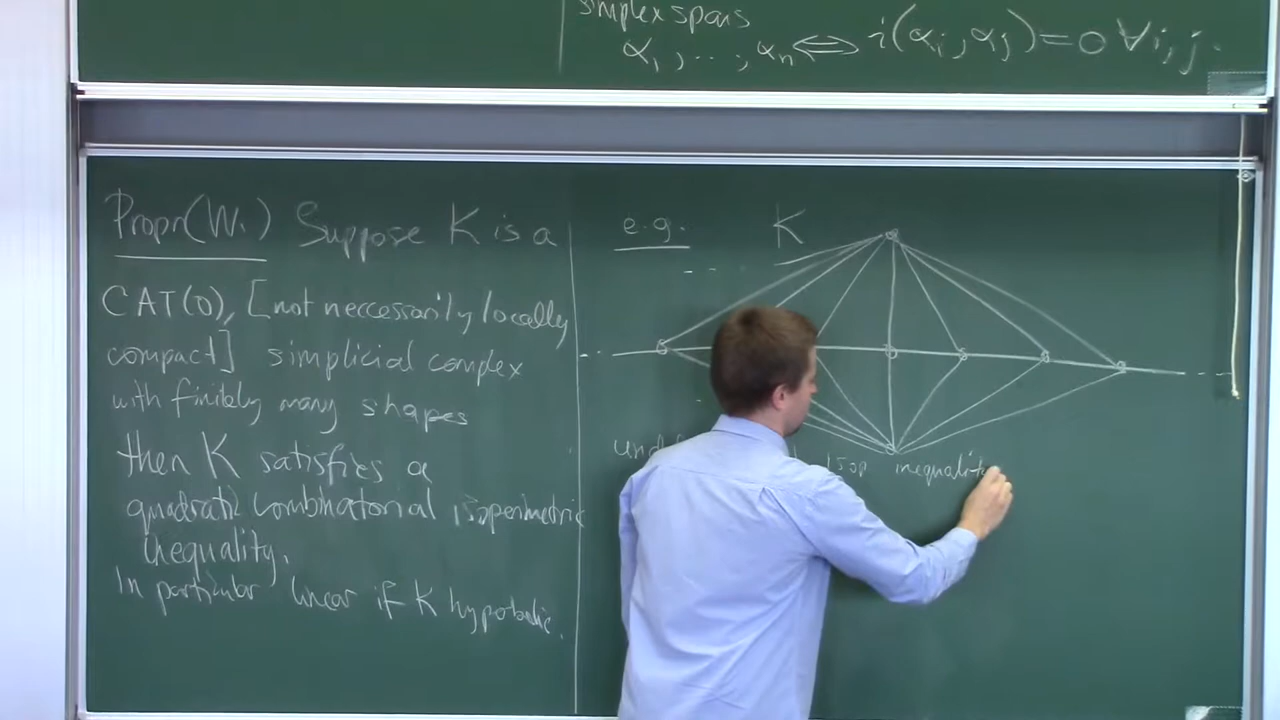 simplex spans
α₁, ..., αₙ ⟺ i(αᵢ, αⱼ) = 0 ∀i,j.
Propn (W.) Suppose K is a
CAT(0), [not neccessarily locally
compact] simplicial complex
with finitely many shapes
then K satisfies a
quadratic combinatorial isoperimetric
inequality.
In particular linear if K hyperbolic.
e.g. K
isop inequality